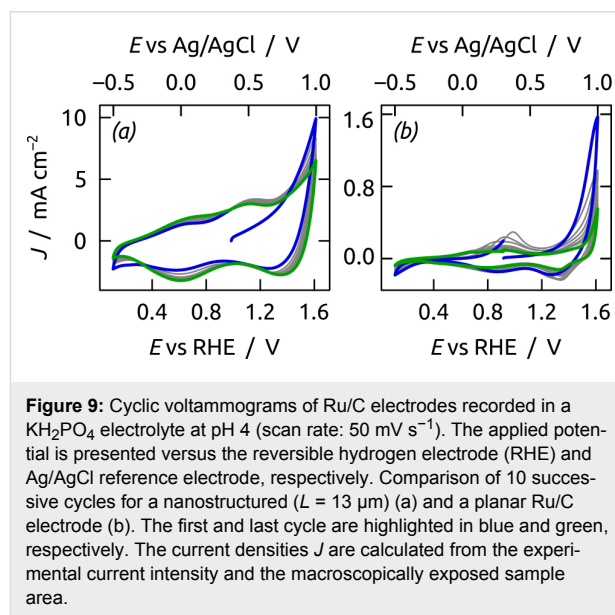 E vs Ag/AgCl / V E vs Ag/AgCl / V
−0.5 0.0 0.5 1.0 −0.5 0.0 0.5 1.0
10 (a) 1.6 (b)
5 0.8
0 0.0
J / mA cm⁻²
0.4 0.8 1.2 1.6 0.4 0.8 1.2 1.6
E vs RHE / V E vs RHE / V
Figure 9: Cyclic voltammograms of Ru/C electrodes recorded in a
KH₂PO₄ electrolyte at pH 4 (scan rate: 50 mV s⁻¹). The applied poten-
tial is presented versus the reversible hydrogen electrode (RHE) and
Ag/AgCl reference electrode, respectively. Comparison of 10 succes-
sive cycles for a nanostructured (L = 13 μm) (a) and a planar Ru/C
electrode (b). The first and last cycle are highlighted in blue and green,
respectively. The current densities J are calculated from the experi-
mental current intensity and the macroscopically exposed sample
area.